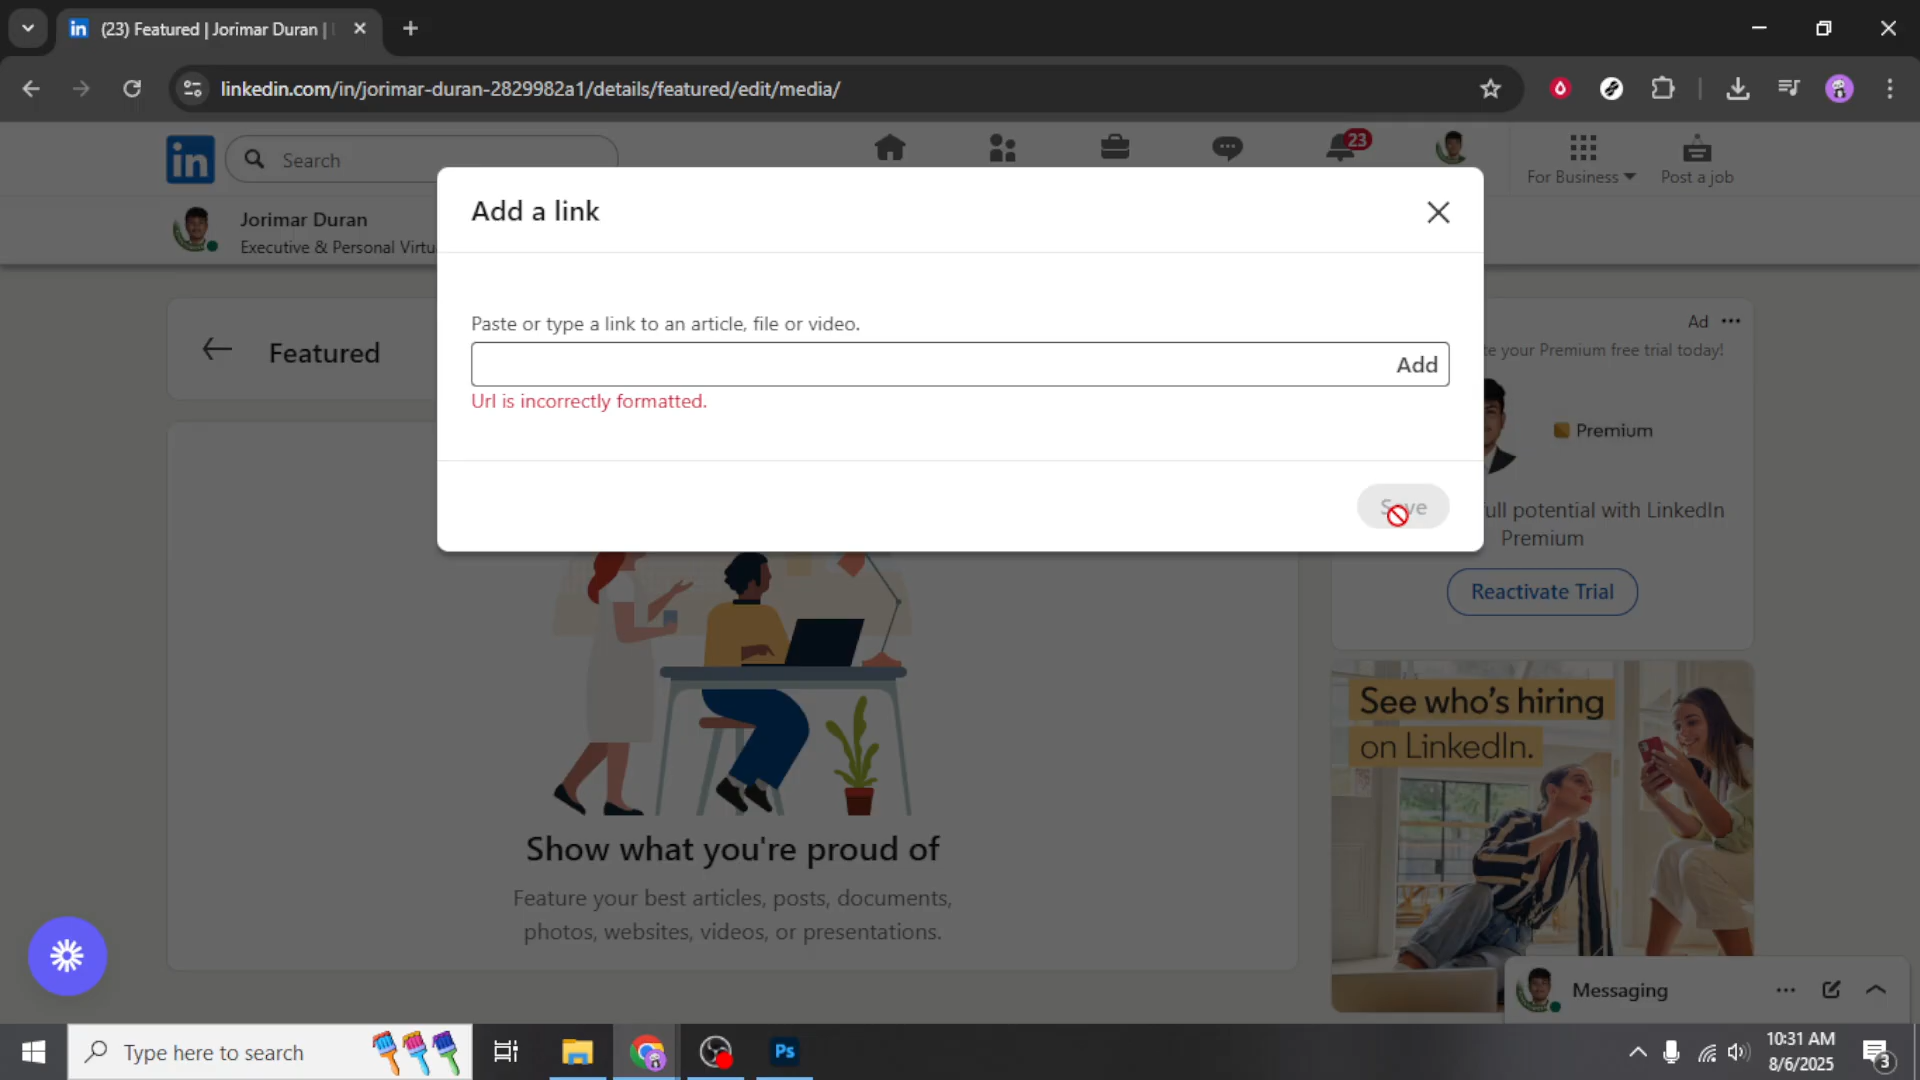 (23) Featured | Jorimar Duran |
linkedin.com/in/jorimar-duran-2829982a1/details/featured/edit/media/
in
Search
23
For Business
Post a job
Jorimar Duran
Executive & Personal Virtu
Add a link
Paste or type a link to an article, file or video.
Add
Url is incorrectly formatted.
Save
Featured
Ad
te your Premium free trial today!
Premium
ull potential with LinkedIn
Premium
Reactivate Trial
See who's hiring
on LinkedIn.
Show what you're proud of
Feature your best articles, posts, documents,
photos, websites, videos, or presentations.
Messaging
Type here to search
Ps
10:31 AM
8/6/2025
3